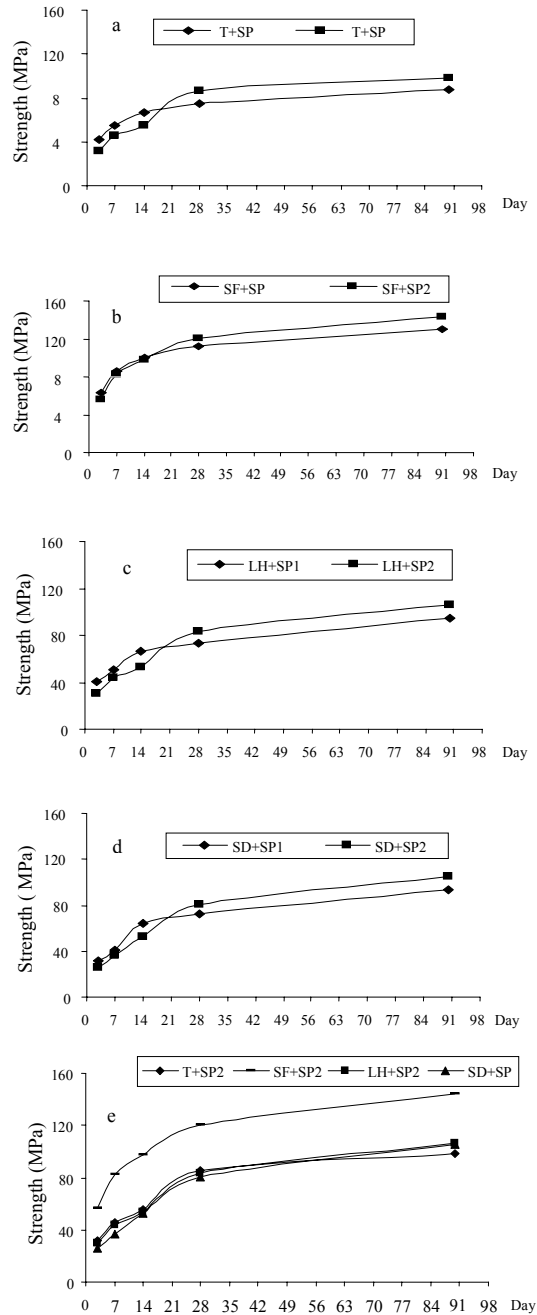 a
T+SP T+SP
Strength (MPa)
160
120
8
4
0
0 7 14 21 28 35 42 49 56 63 70 77 84 91 98 Day
b
SF+SP SF+SP2
Strength (MPa)
160
120
8
4
0
0 7 14 21 28 35 42 49 56 63 70 77 84 91 98 Day
c
LH+SP1 LH+SP2
Strength (MPa)
160
120
80
40
0
0 7 14 21 28 35 42 49 56 63 70 77 84 91 98 Day
d
SD+SP1 SD+SP2
Strength ( MPa)
160
120
80
40
0
0 7 14 21 28 35 42 49 56 63 70 77 84 91 98 Day
T+SP2 SF+SP2 LH+SP2 SD+SP
e
Strength (MPa)
160
120
80
40
0
0 7 14 21 28 35 42 49 56 63 70 77 84 91 98 Day